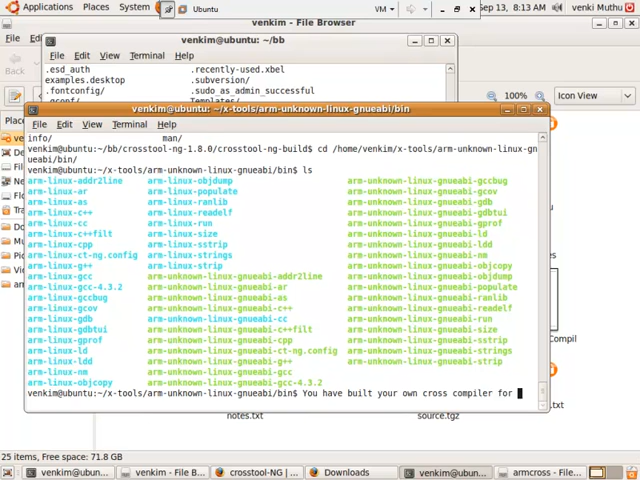 Applications Places System Ubuntu VM Sep 9, 8:13 AM venki Muthu
venkim - File Browser
venkim@ubuntu: ~/bb
File Edit View Terminal Help
Back
.esd_auth .recently-used.xbel
examples.desktop .subversion/
.fontconfig/ .sudo_as_admin_successful
.gconf/ Templates/
100% Icon View
venkim@ubuntu: ~/x-tools/arm-unknown-linux-gnueabi/bin
File Edit View Terminal Help
info/ man/
venkim@ubuntu:~/bb/crosstool-ng-1.8.0/crosstool-ng-build$ cd /home/venkim/x-tools/arm-unknown-linux-gn
ueabi/bin/
venkim@ubuntu:~/x-tools/arm-unknown-linux-gnueabi/bin$ ls
arm-linux-addr2line arm-linux-objdump arm-unknown-linux-gnueabi-gccbug
arm-linux-ar arm-linux-populate arm-unknown-linux-gnueabi-gcov
arm-linux-as arm-linux-ranlib arm-unknown-linux-gnueabi-gdb
arm-linux-c++ arm-linux-readelf arm-unknown-linux-gnueabi-gdbtui
arm-linux-cc arm-linux-run arm-unknown-linux-gnueabi-gprof
arm-linux-c++filt arm-linux-size arm-unknown-linux-gnueabi-ld
arm-linux-cpp arm-linux-sstrip arm-unknown-linux-gnueabi-ldd
arm-linux-ct-ng.config arm-linux-strings arm-unknown-linux-gnueabi-nm
arm-linux-g++ arm-linux-strip arm-unknown-linux-gnueabi-objcopy
arm-linux-gcc arm-unknown-linux-gnueabi-addr2line arm-unknown-linux-gnueabi-objdump
arm-linux-gcc-4.3.2 arm-unknown-linux-gnueabi-ar arm-unknown-linux-gnueabi-populate
arm-linux-gccbug arm-unknown-linux-gnueabi-as arm-unknown-linux-gnueabi-ranlib
arm-linux-gcov arm-unknown-linux-gnueabi-c++ arm-unknown-linux-gnueabi-readelf
arm-linux-gdb arm-unknown-linux-gnueabi-cc arm-unknown-linux-gnueabi-run
arm-linux-gdbtui arm-unknown-linux-gnueabi-c++filt arm-unknown-linux-gnueabi-size
arm-linux-gprof arm-unknown-linux-gnueabi-cpp arm-unknown-linux-gnueabi-sstrip
arm-linux-ld arm-unknown-linux-gnueabi-ct-ng.config arm-unknown-linux-gnueabi-strings
arm-linux-ldd arm-unknown-linux-gnueabi-g++ arm-unknown-linux-gnueabi-strip
arm-linux-nm arm-unknown-linux-gnueabi-gcc
arm-linux-objcopy arm-unknown-linux-gnueabi-gcc-4.3.2
venkim@ubuntu:~/x-tools/arm-unknown-linux-gnueabi/bin$ You have built your own cross compiler for
notes.txt source.tgz
25 items, Free space: 71.8 GB
venkim@ubun... venkim - File B... crosstool-NG |... Downloads venkim@ubun... armcross - File...